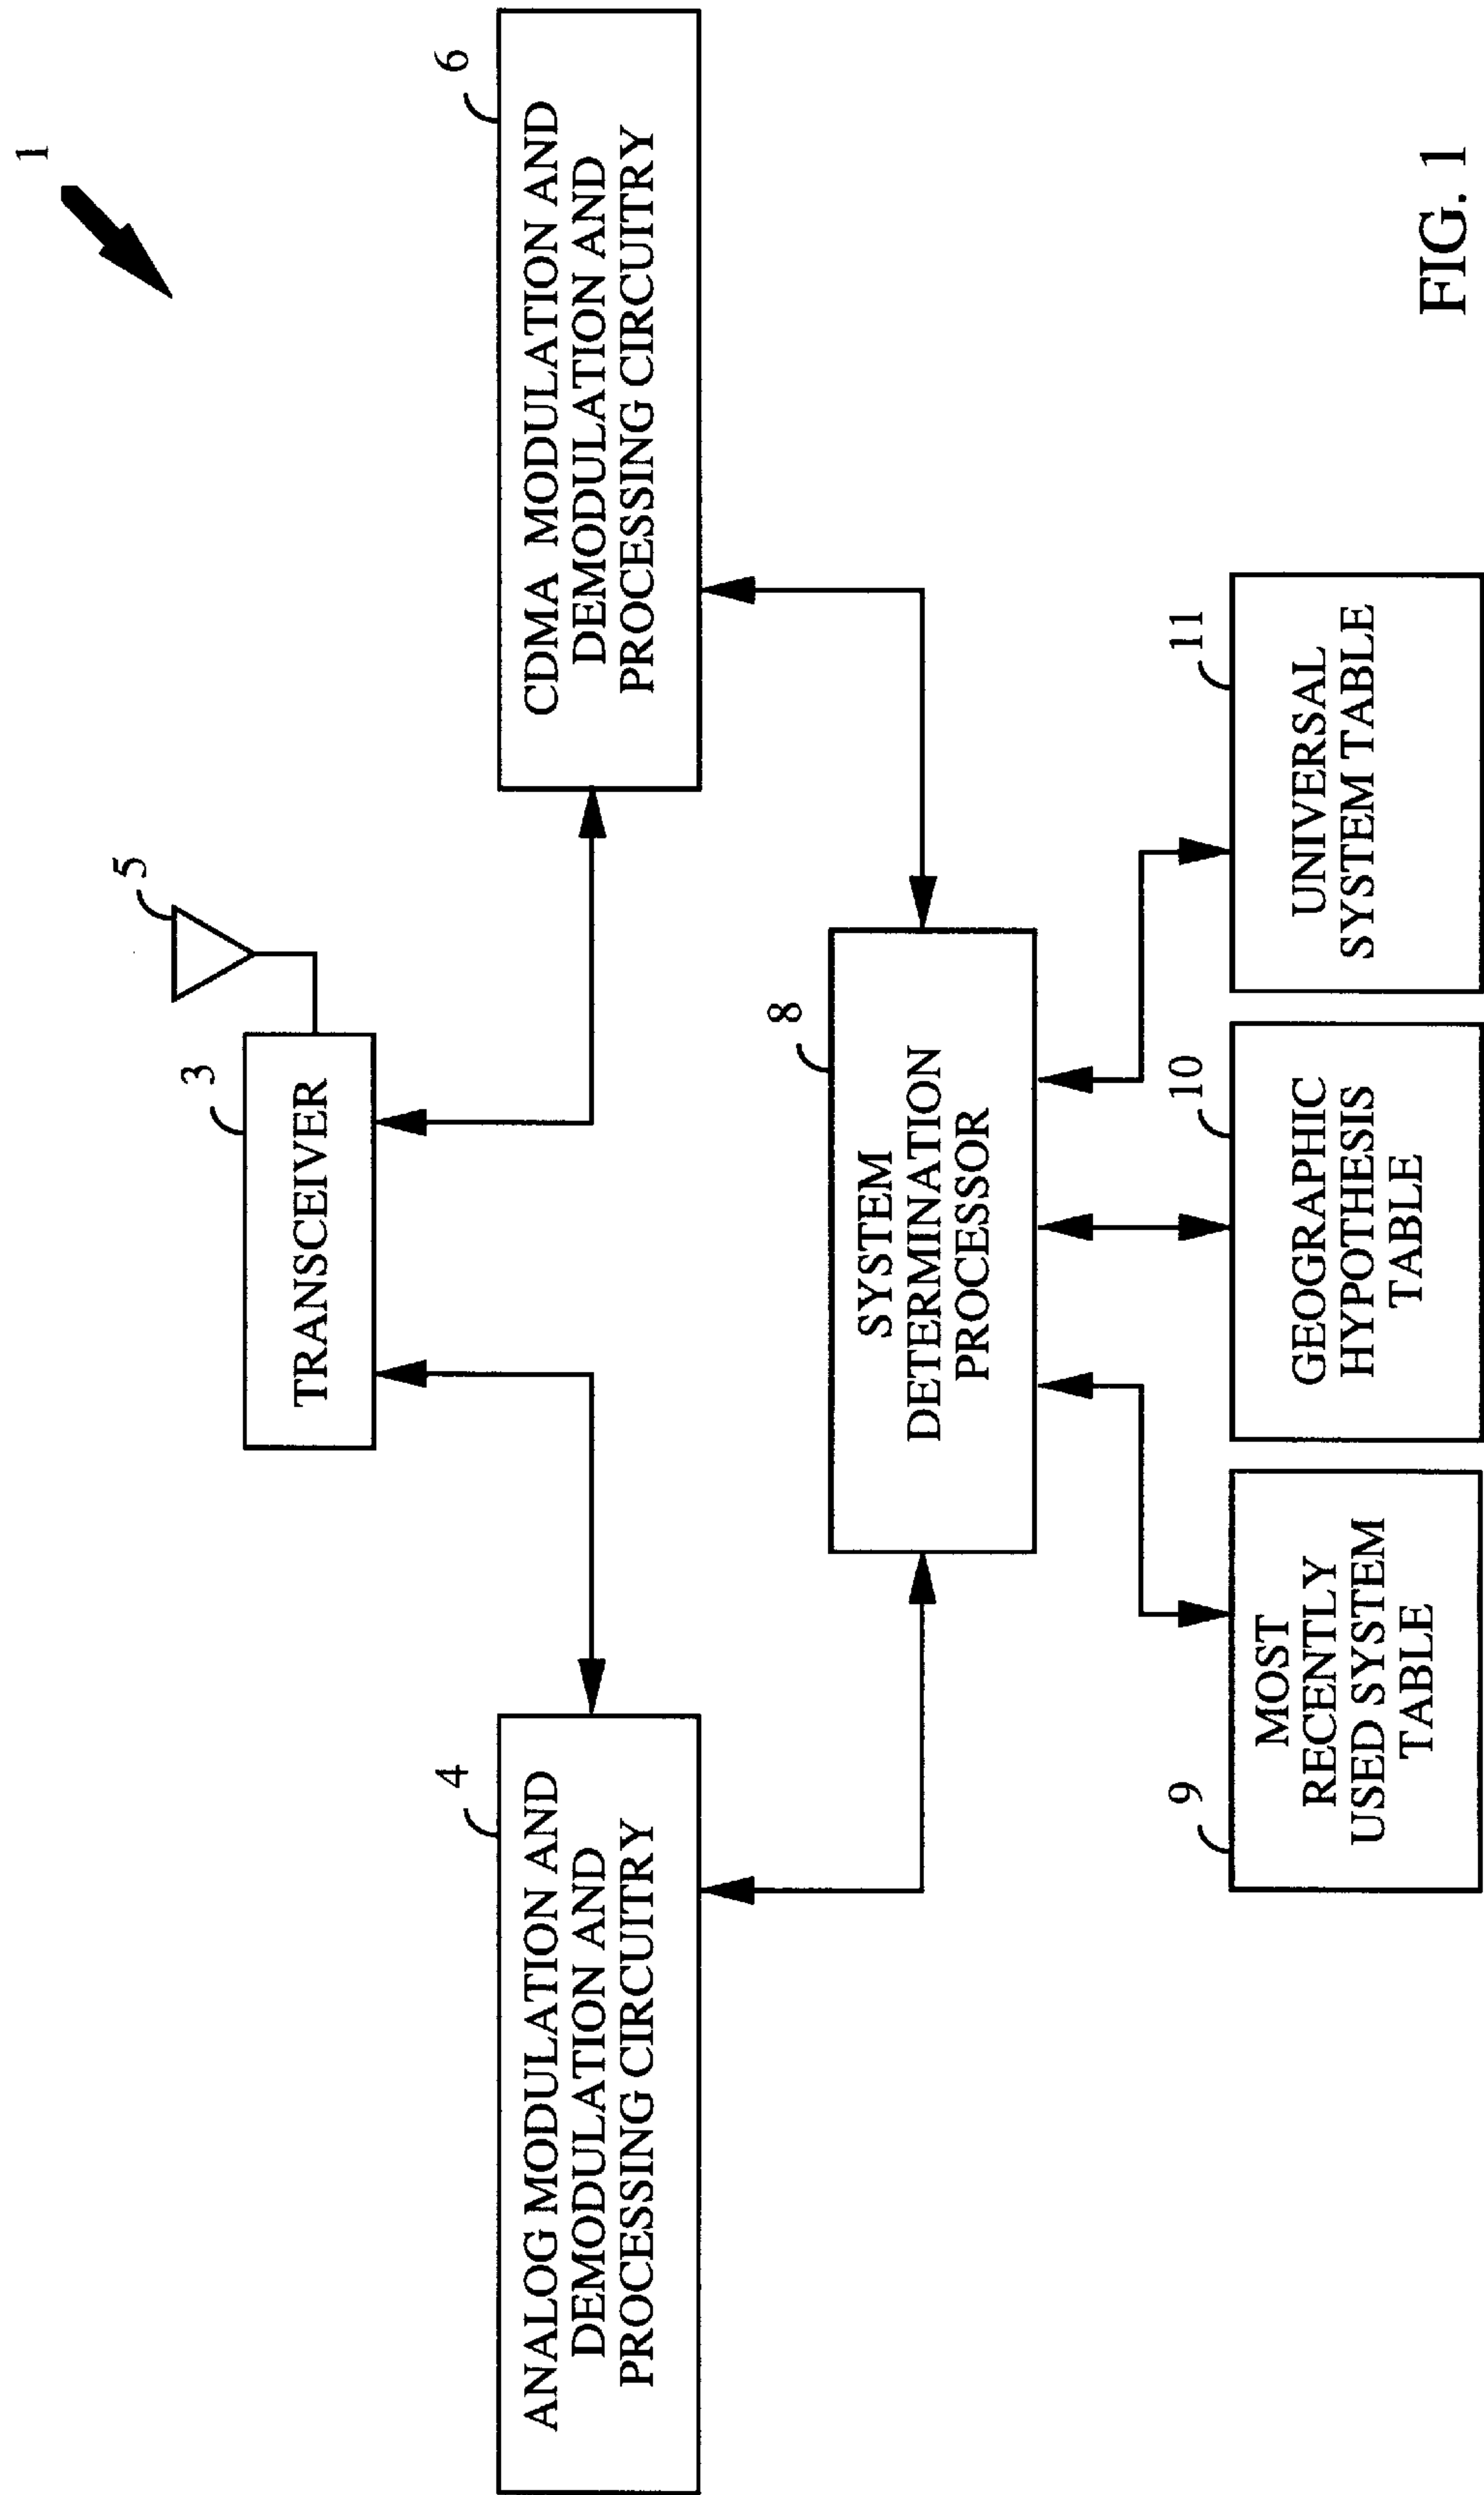 1
5
3
TRANSCEIVER
4
ANALOG MODULATION AND
DEMODULATION AND
PROCESSING CIRCUITRY
6
CDMA MODULATION AND
DEMODULATION AND
PROCESSING CIRCUITRY
8
SYSTEM
DETERMINATION
PROCESSOR
9
MOST
RECENTLY
USED SYSTEM
TABLE
10
GEOGRAPHIC
HYPOTHESIS
TABLE
11
UNIVERSAL
SYSTEM TABLE
FIG. 1